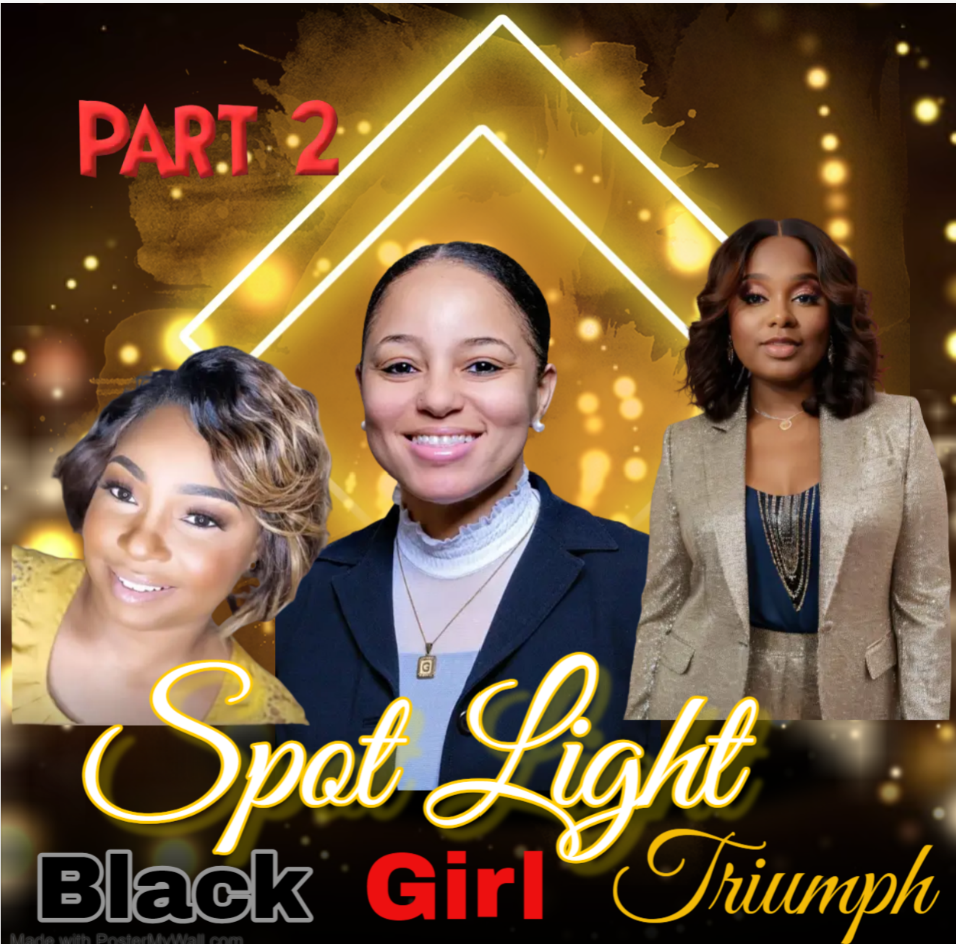 PART 2
G
Spot Light
Black Girl Triumph
Made with PosterMyWall.com